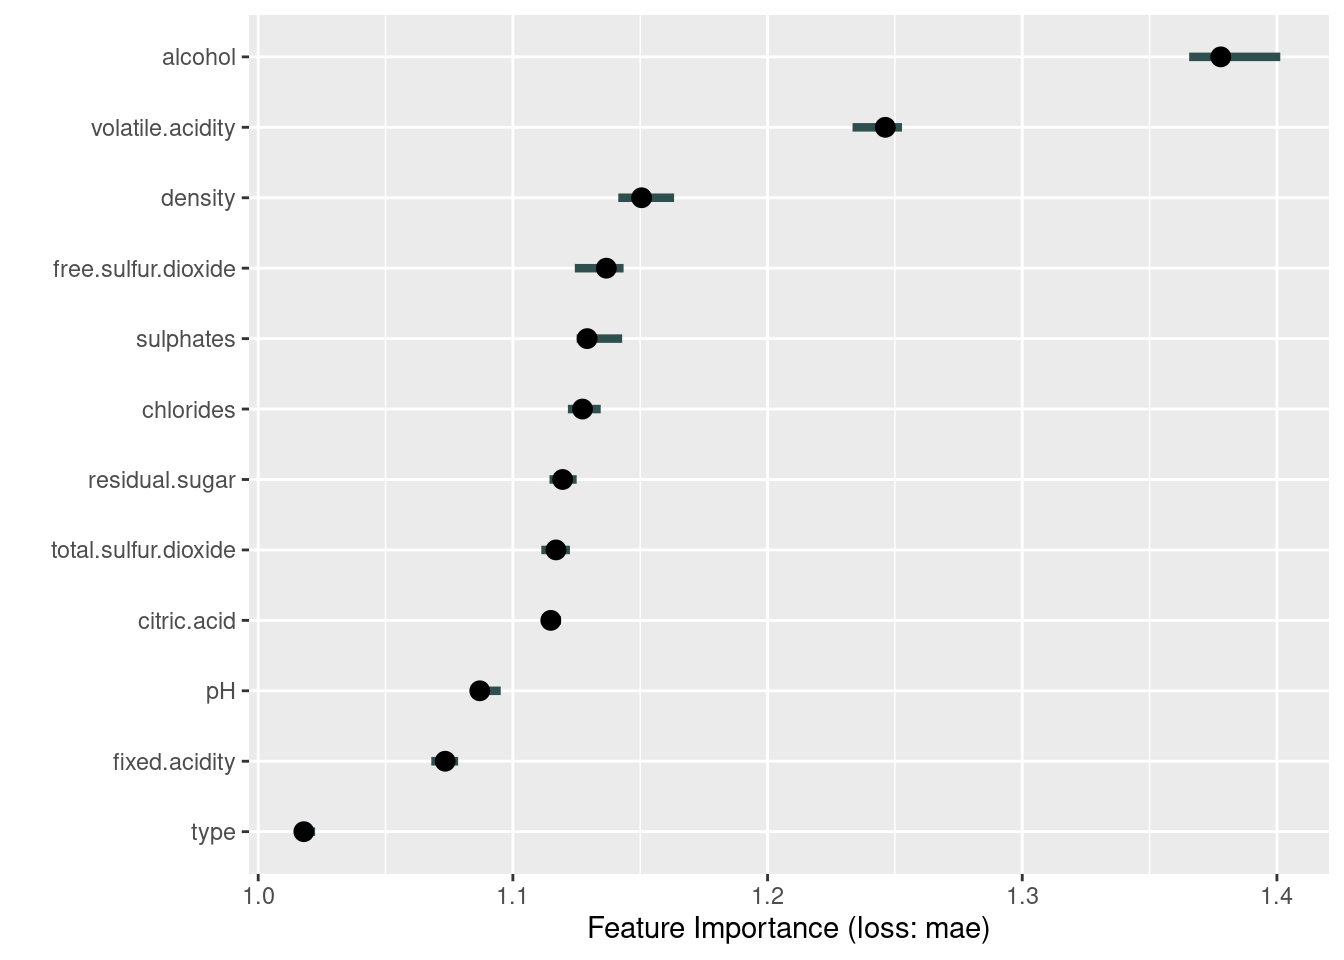 alcohol
volatile.acidity
density
free.sulfur.dioxide
sulphates
chlorides
residual.sugar
total.sulfur.dioxide
citric.acid
pH
fixed.acidity
type
1.0 1.1 1.2 1.3 1.4
Feature Importance (loss: mae)